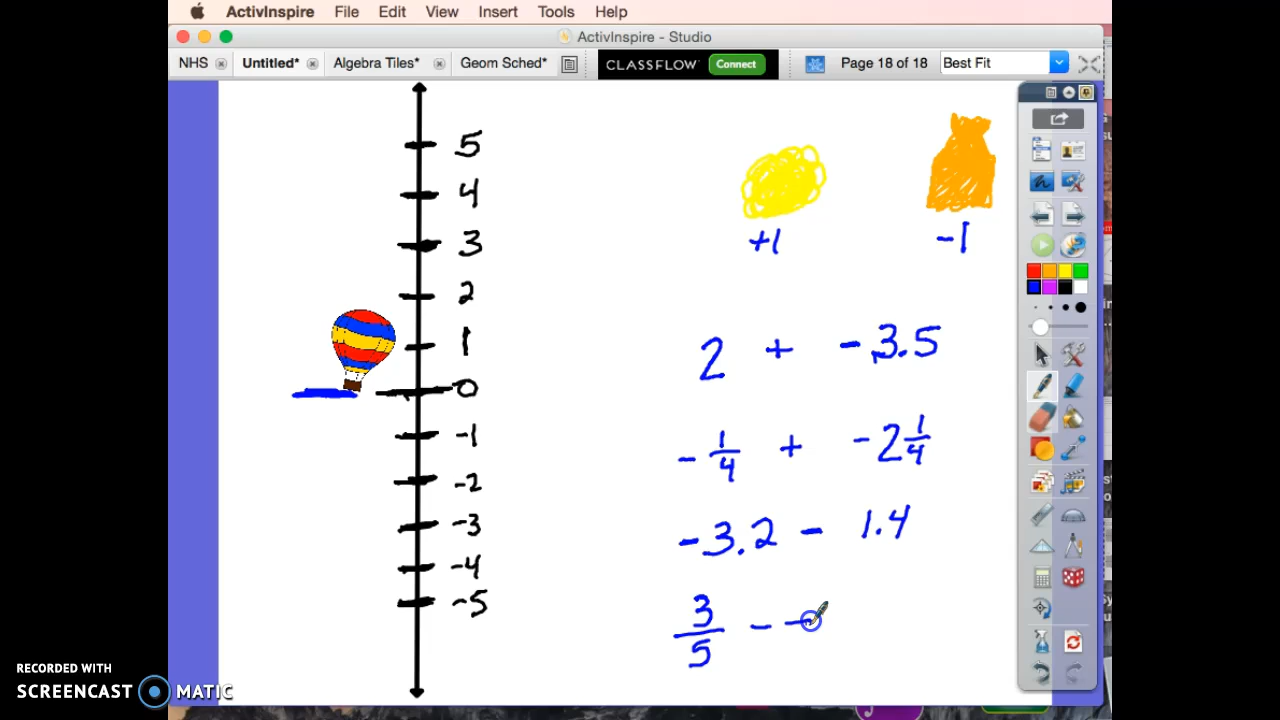 ActivInspire File Edit View Insert Tools Help
ActivInspire - Studio
NHS Untitled* Algebra Tiles* Geom Sched* CLASSFLOW Connect Page 18 of 18 Best Fit
5
4
3
2
1
0
-1
-2
-3
-4
-5
+1 -1
2 + -3.5
-1/4 + -2 1/4
-3.2 - 1.4
3/5 - -
RECORDED WITH
SCREENCAST MATIC